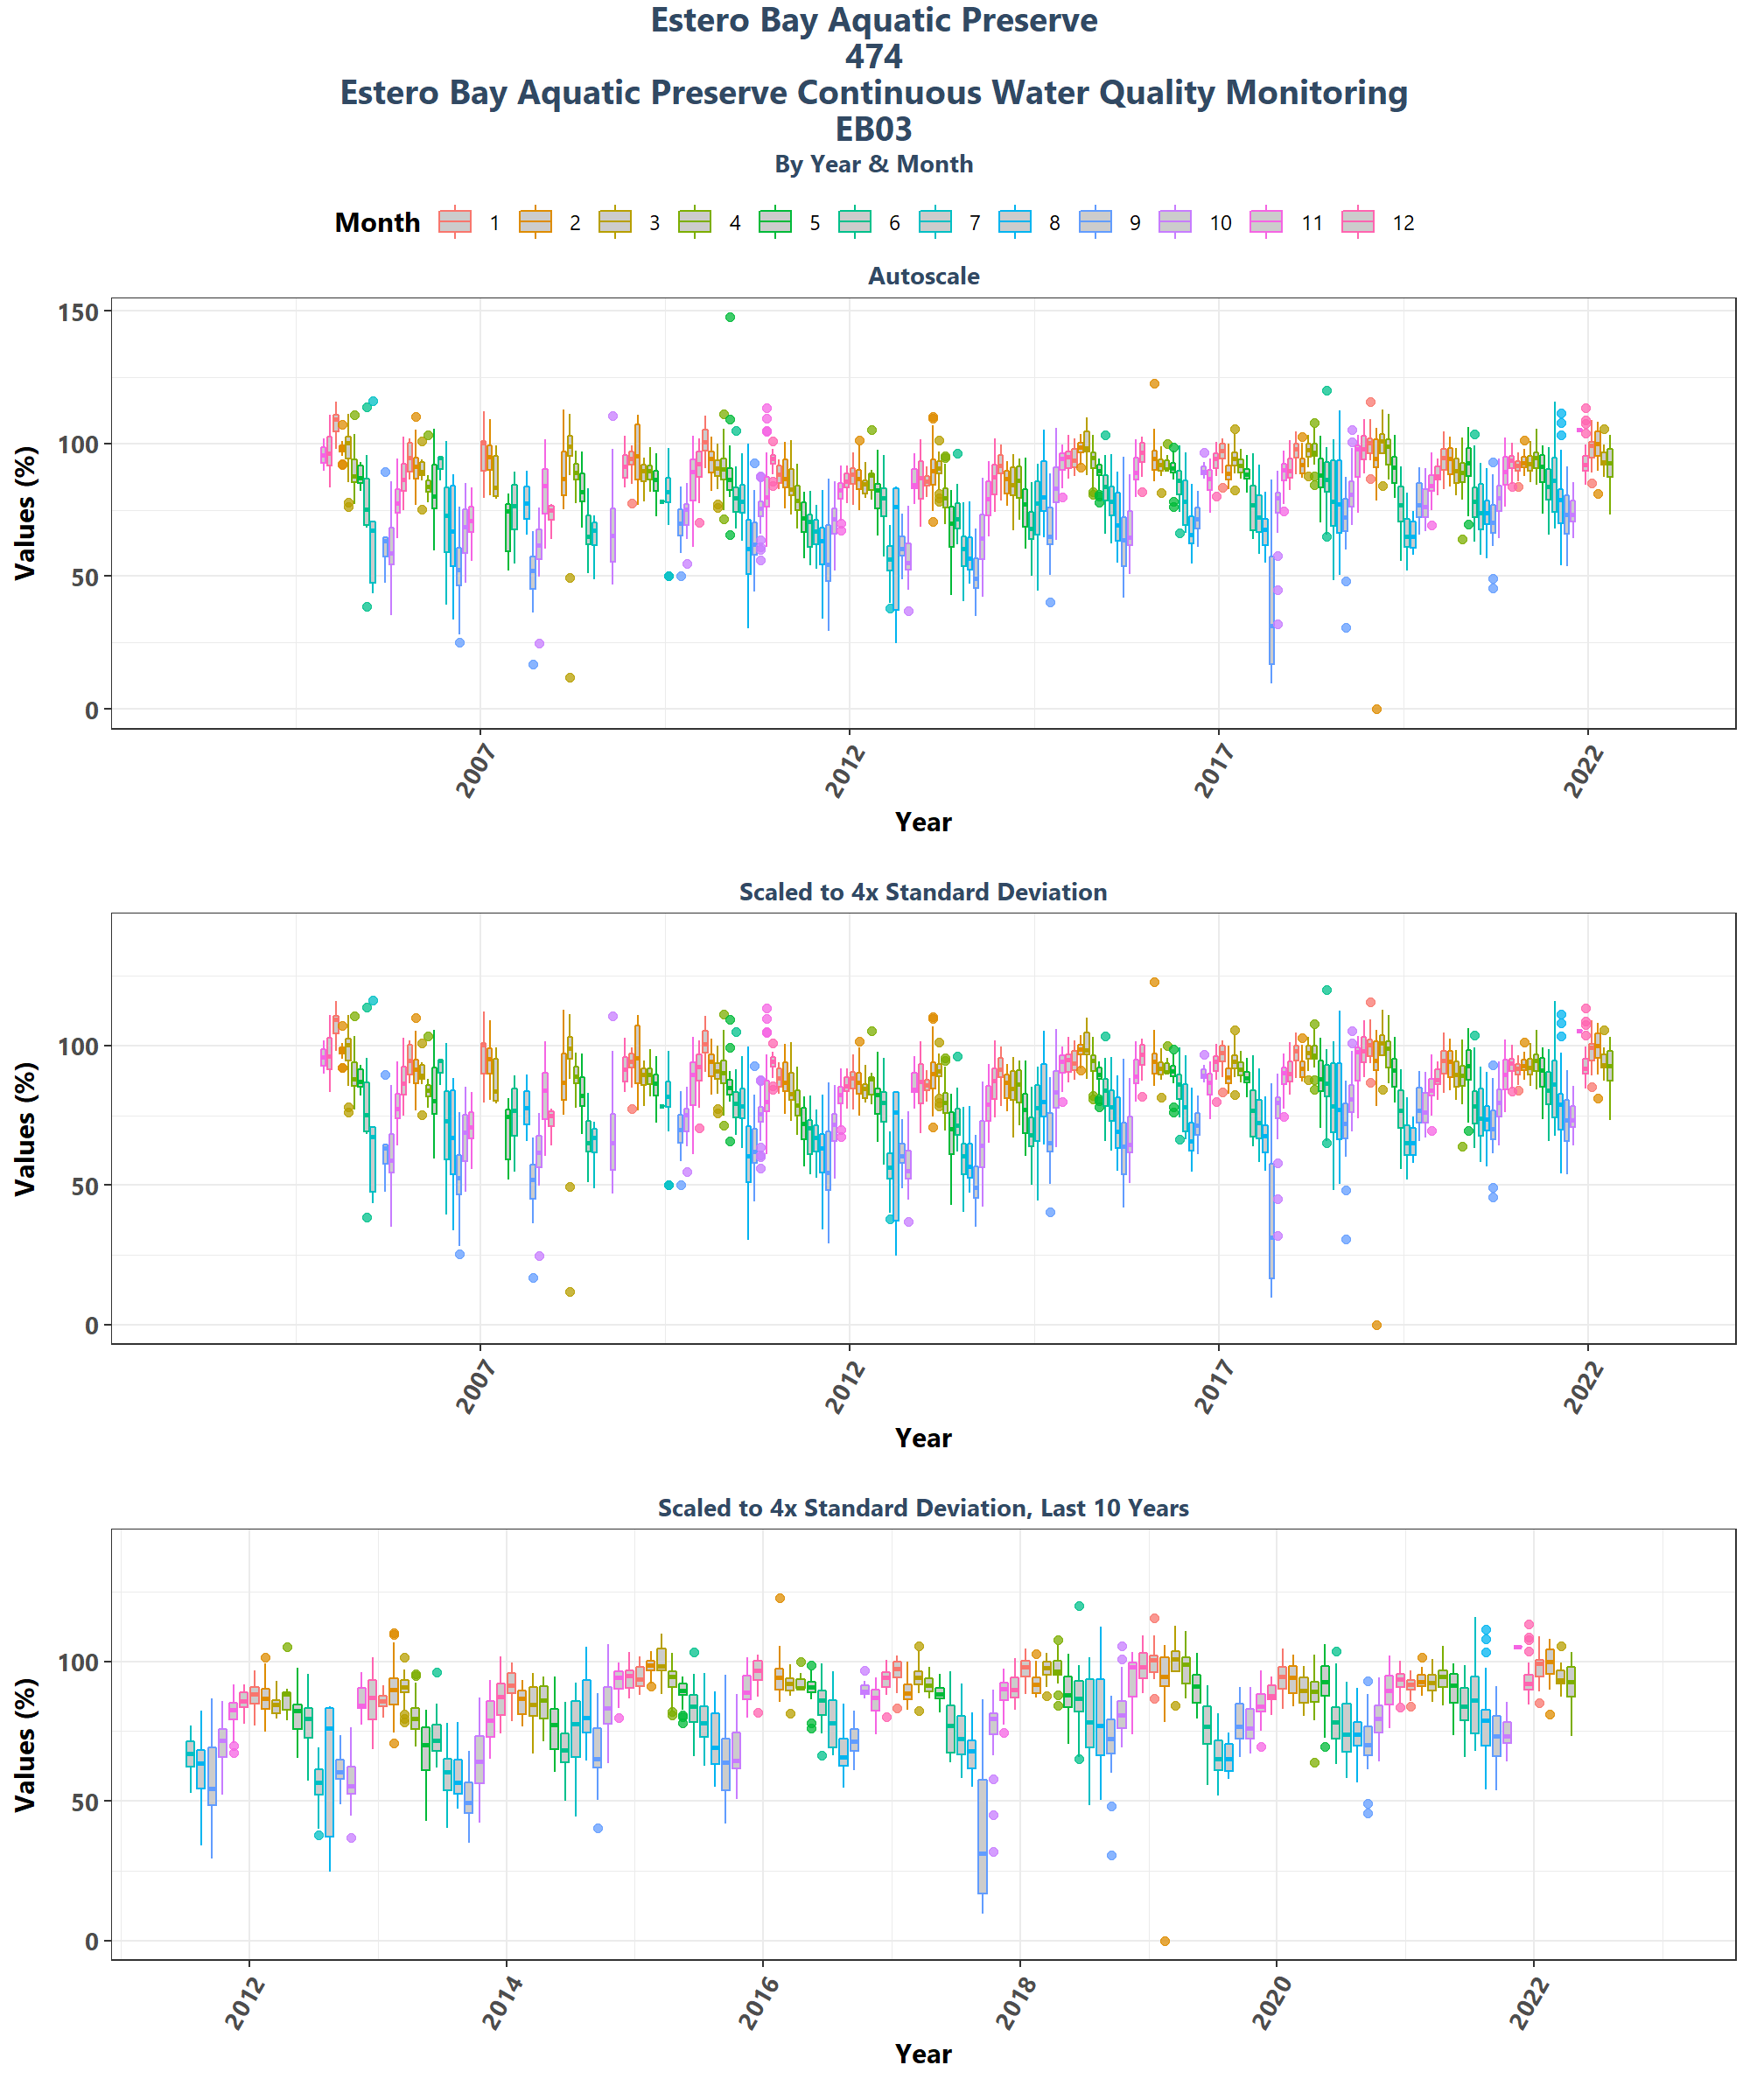 Estero Bay Aquatic Preserve
474
Estero Bay Aquatic Preserve Continuous Water Quality Monitoring
EB03
By Year & Month
Month 1 2 3 4 5 6 7 8 9 10 11 12
Autoscale
150
100
50
0
Values (%)
2007 2012 2017 2022
Year
Scaled to 4x Standard Deviation
100
50
0
Values (%)
2007 2012 2017 2022
Year
Scaled to 4x Standard Deviation, Last 10 Years
100
50
0
Values (%)
2012 2014 2016 2018 2020 2022
Year